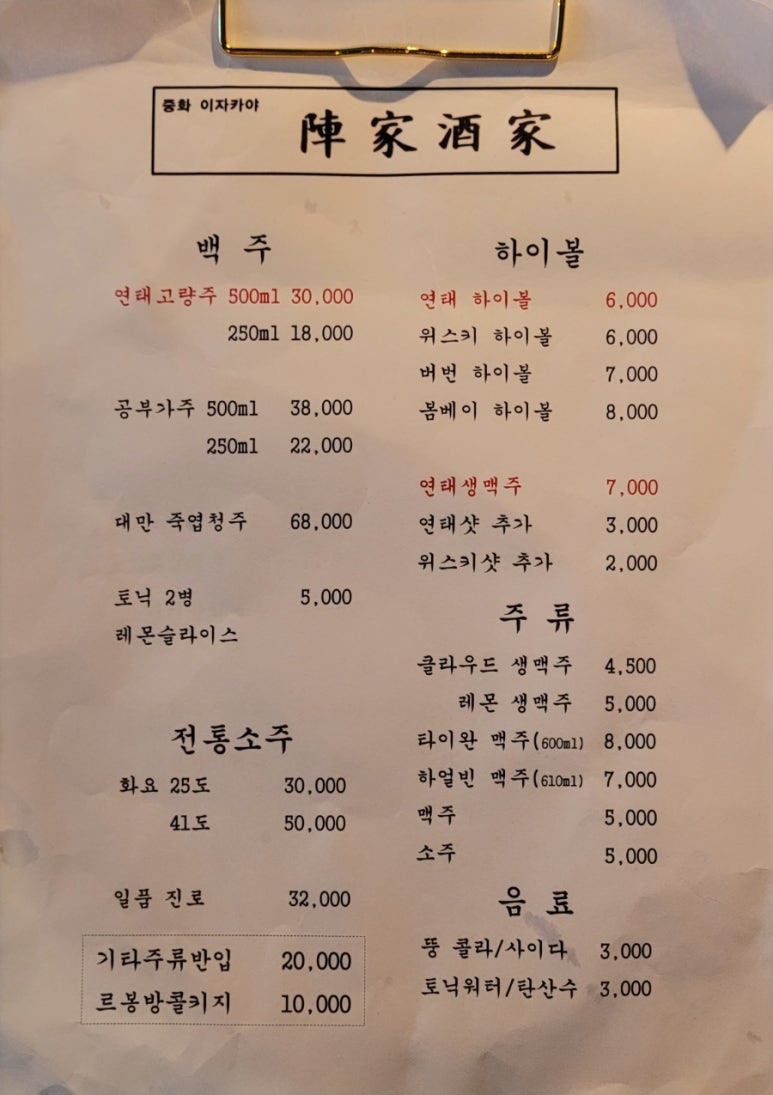 중화 이자카야
陣家酒家
백 주
연태고량주 500ml 30,000
250ml 18,000
공부가주 500ml 38,000
250ml 22,000
대만 죽엽청주 68,000
토닉 2병 5,000
레몬슬라이스
전통소주
화요 25도 30,000
41도 50,000
일품 진로 32,000
기타주류반입 20,000
르봉방콜키지 10,000
하이볼
연태 하이볼 6,000
위스키 하이볼 6,000
버번 하이볼 7,000
봄베이 하이볼 8,000
연태생맥주 7,000
연태샷 추가 3,000
위스키샷 추가 2,000
주 류
클라우드 생맥주 4,500
레몬 생맥주 5,000
타이완 맥주(600ml) 8,000
하얼빈 맥주(610ml) 7,000
맥주 5,000
소주 5,000
음 료
뚱 콜라/사이다 3,000
토닉워터/탄산수 3,000